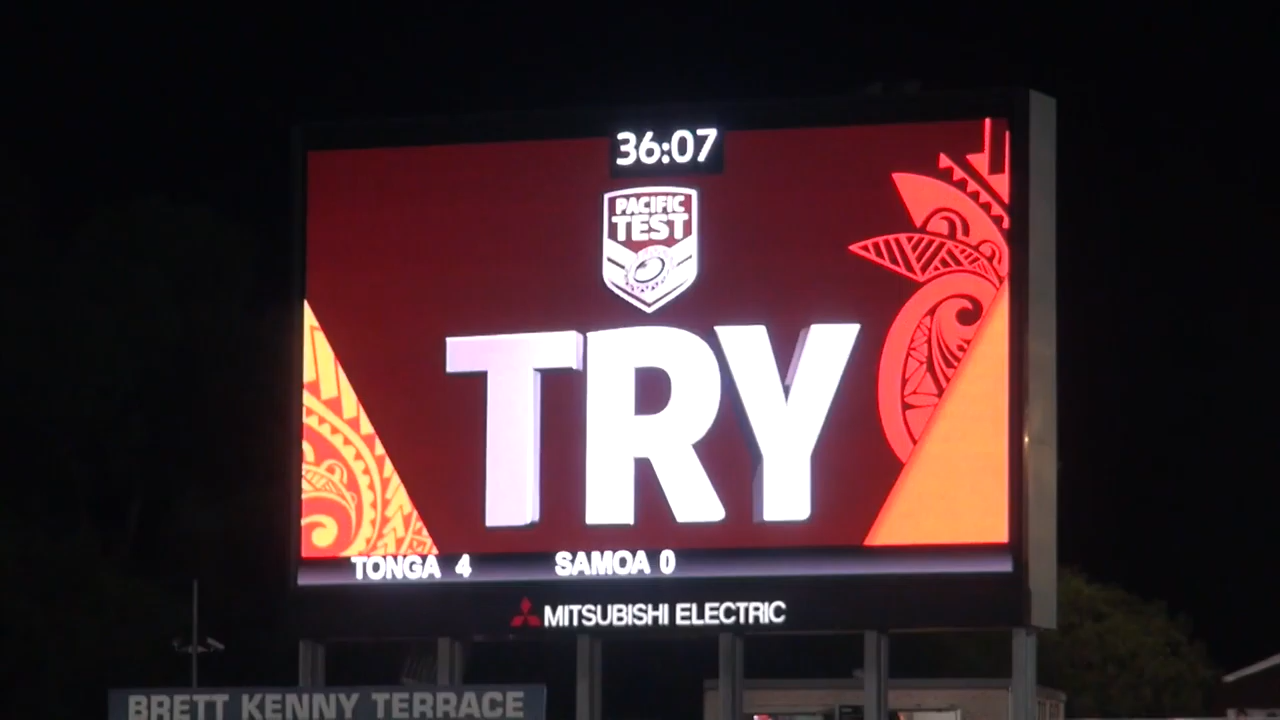 36:07
PACIFIC
TEST
TRY
TONGA 4 SAMOA 0
MITSUBISHI ELECTRIC
BRETT KENNY TERRACE